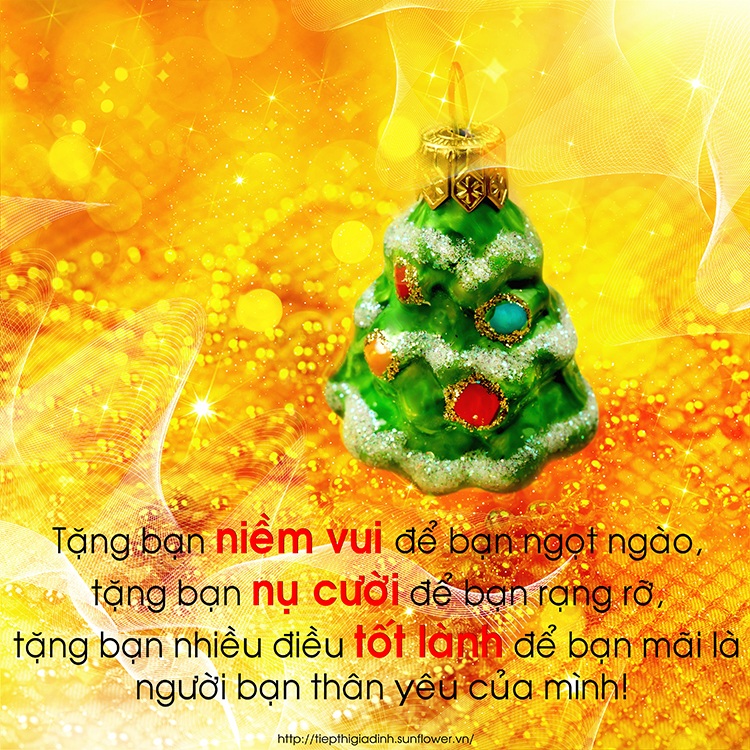 Tặng bạn niềm vui để bạn ngọt ngào,
tặng bạn nụ cười để bạn rạng rỡ,
tặng bạn nhiều điều tốt lành để bạn mãi là
người bạn thân yêu của mình!
http://tiepthigiadinh.sunflower.vn/